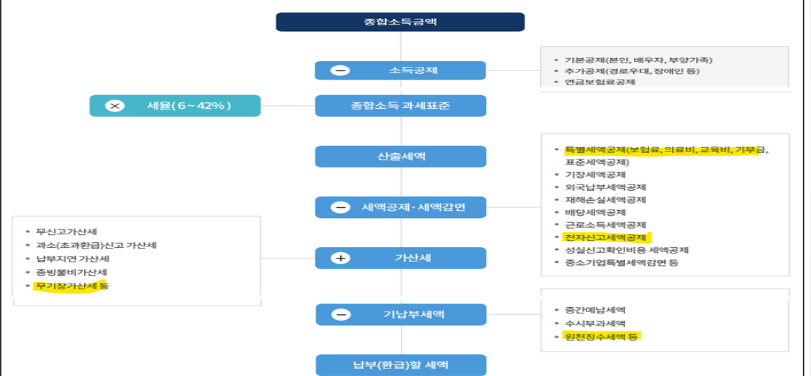 종합소득금액
소득공제
• 기본공제(본인, 배우자, 부양가족)
• 추가공제(경로우대, 장애인 등)
• 연금보험료공제
세율( 6 ~ 42% )
종합소득 과세표준
산출세액
• 특별세액공제(보험료, 의료비, 교육비, 기부금,
표준세액공제)
• 기장세액공제
• 외국납부세액공제
• 재해손실세액공제
• 배당세액공제
• 근로소득세액공제
• 전자신고세액공제
• 성실신고확인비용 세액공제
• 중소기업특별세액감면 등
세액공제·세액감면
• 무신고가산세
• 과소(초과환급)신고 가산세
• 납부지연 가산세
• 증빙불비가산세
• 무기장가산세 등
가산세
기납부세액
• 중간예납세액
• 수시부과세액
• 원천징수세액 등
납부(환급)할 세액